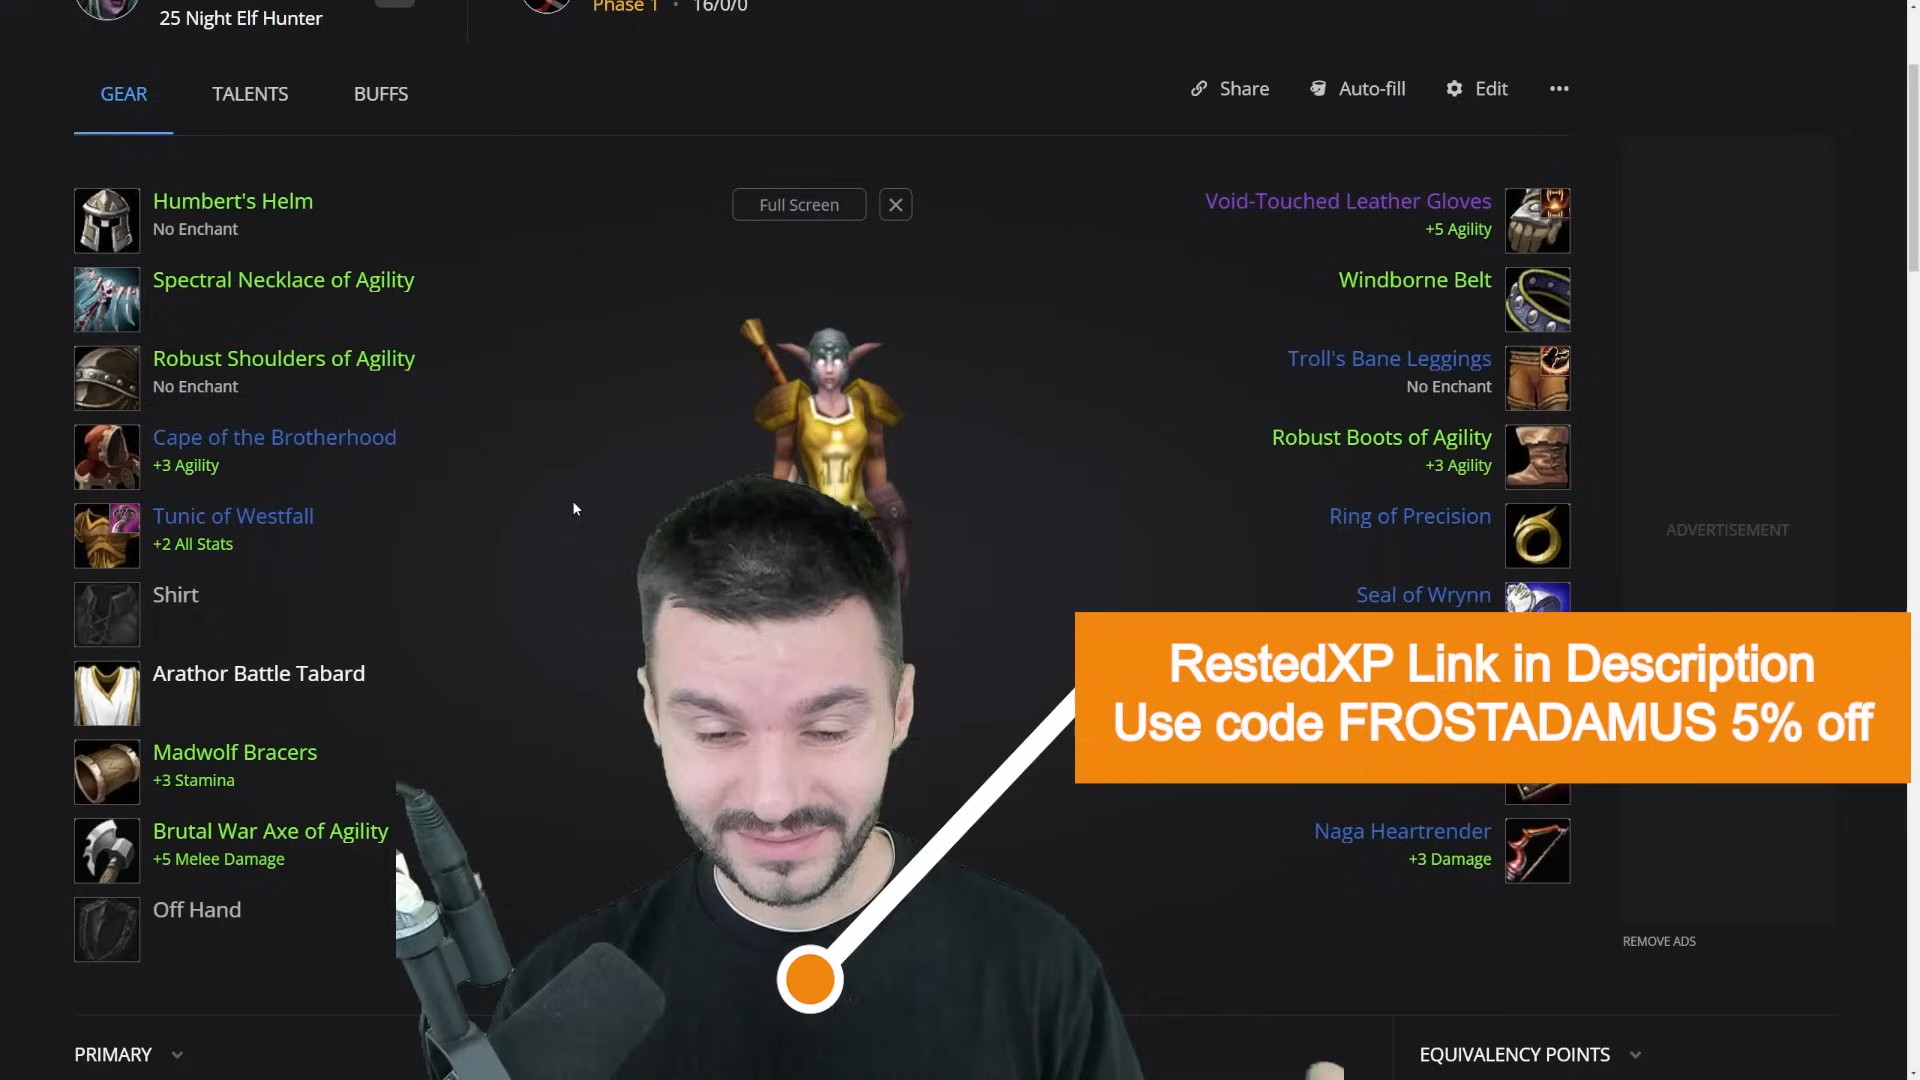 25 Night Elf Hunter
Phase 1 • 16/0/0
GEAR
TALENTS
BUFFS
Share
Auto-fill
Edit
Humbert's Helm
No Enchant
Spectral Necklace of Agility
Robust Shoulders of Agility
No Enchant
Cape of the Brotherhood
+3 Agility
Tunic of Westfall
+2 All Stats
Shirt
Arathor Battle Tabard
Madwolf Bracers
+3 Stamina
Brutal War Axe of Agility
+5 Melee Damage
Off Hand
Full Screen
Void-Touched Leather Gloves
+5 Agility
Windborne Belt
Troll's Bane Leggings
No Enchant
Robust Boots of Agility
+3 Agility
Ring of Precision
Seal of Wrynn
RestedXP Link in Description
Use code FROSTADAMUS 5% off
Naga Heartrender
+3 Damage
ADVERTISEMENT
REMOVE ADS
PRIMARY
EQUIVALENCY POINTS